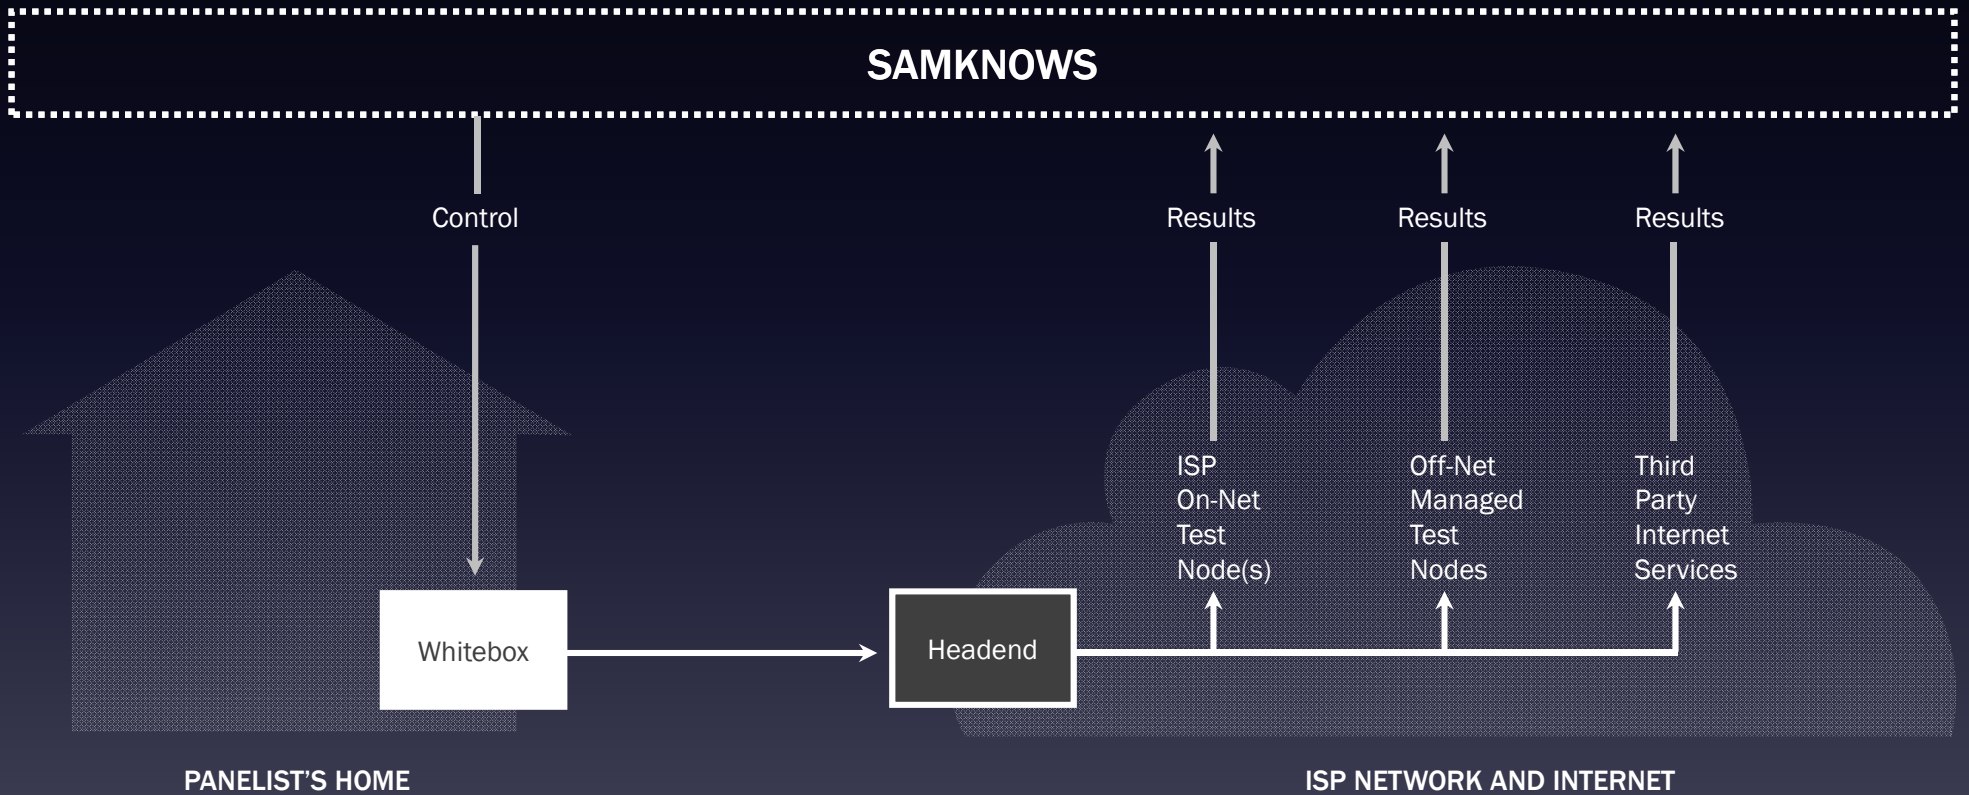 SAMKNOWS
Control
Results
Results
Results
ISP
On-Net
Test
Node(s)
Off-Net
Managed
Test
Nodes
Third
Party
Internet
Services
Whitebox
Headend
PANELIST'S HOME
ISP NETWORK AND INTERNET